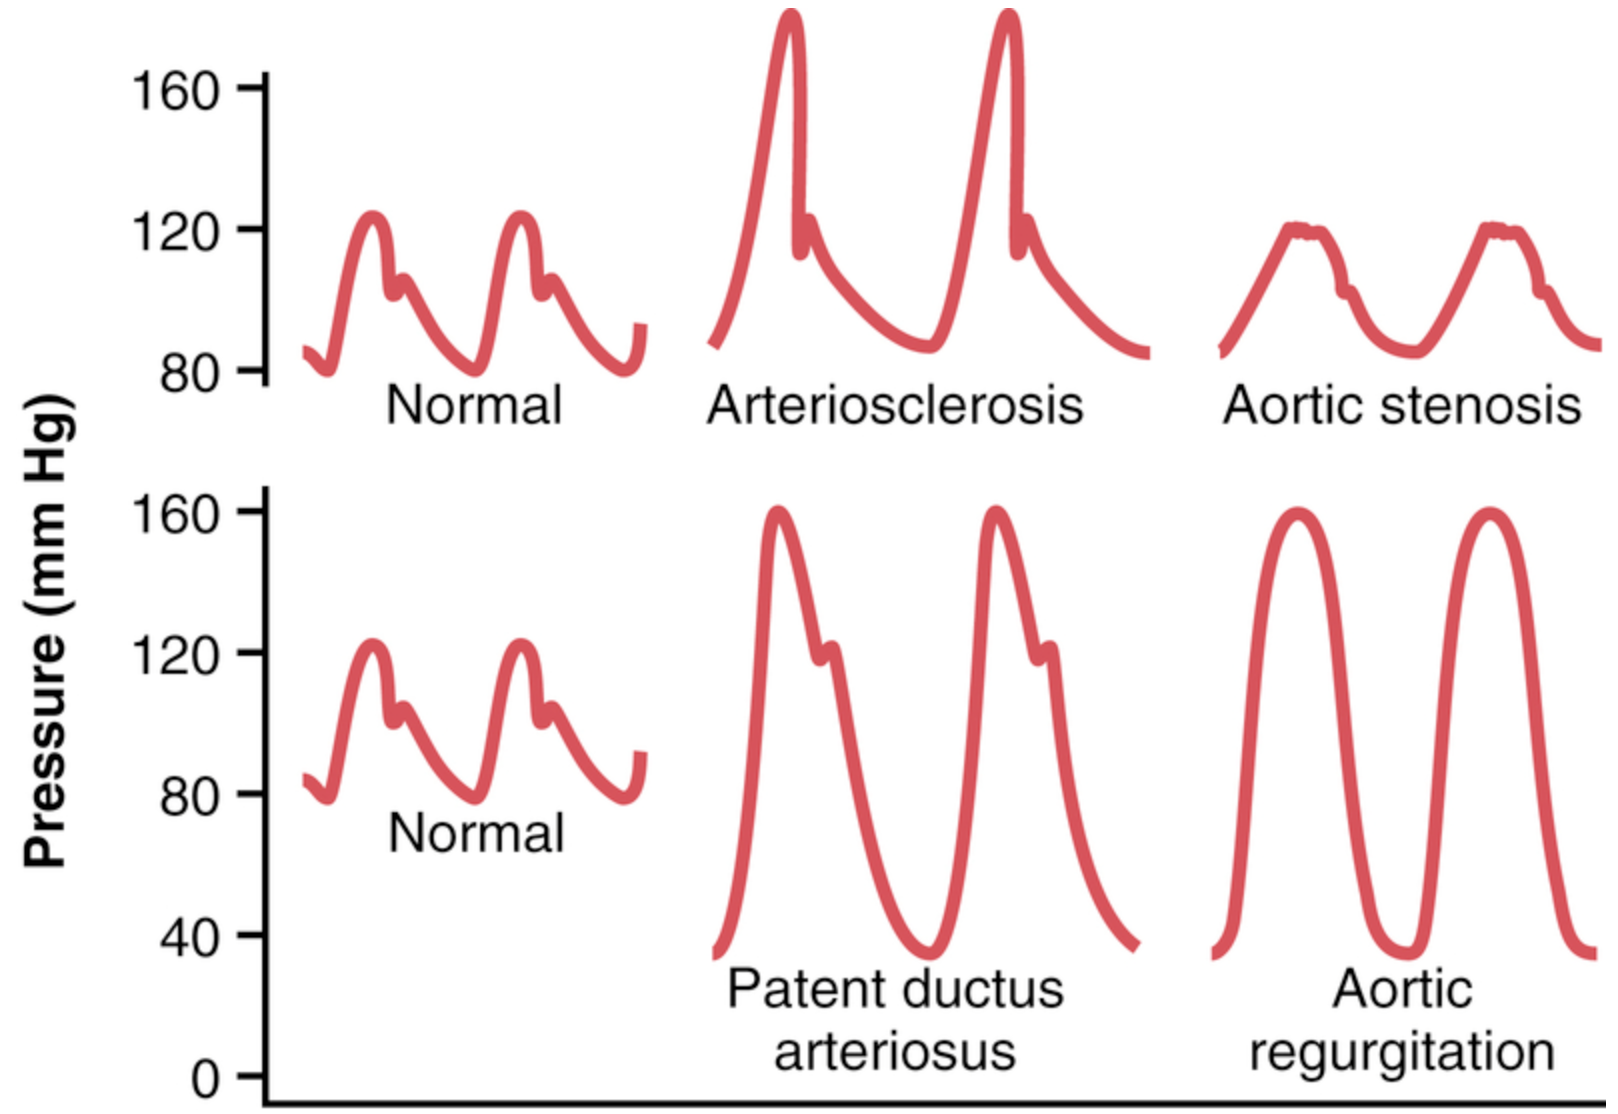 Pressure (mm Hg)
160
120
80
Normal
Arteriosclerosis
Aortic stenosis
160
120
80
40
0
Normal
Patent ductus
arteriosus
Aortic
regurgitation